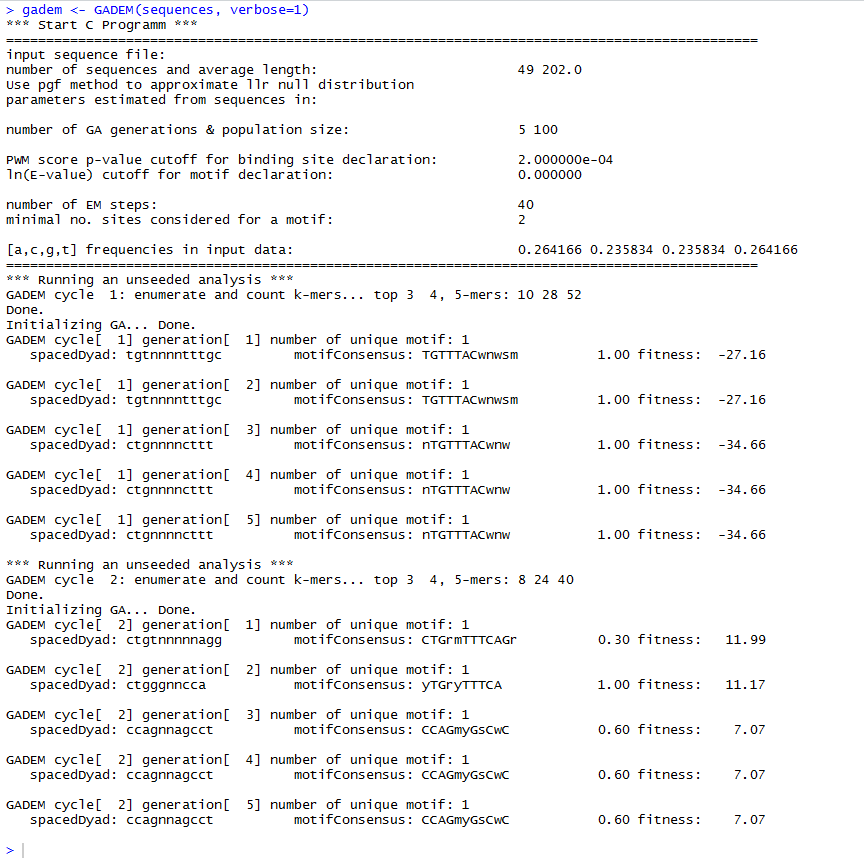 > gadem <- GADEM(sequences, verbose=1)
*** Start C Programm ***
==============================================================================================
input sequence file:
number of sequences and average length:                         49 202.0
Use pgf method to approximate llr null distribution
parameters estimated from sequences in:
number of GA generations & population size:                     5 100
PWM score p-value cutoff for binding site declaration:          2.000000e-04
ln(E-value) cutoff for motif declaration:                       0.000000
number of EM steps:                                             40
minimal no. sites considered for a motif:                       2
[a,c,g,t] frequencies in input data:                            0.264166 0.235834 0.235834 0.264166
==============================================================================================
*** Running an unseeded analysis ***
GADEM cycle  1: enumerate and count k-mers... top 3  4, 5-mers: 10 28 52
Done.
Initializing GA... Done.
GADEM cycle[  1] generation[  1] number of unique motif: 1
   spacedDyad: tgtnnnntttgc         motifConsensus: TGTTTACwnwsm          1.00 fitness:  -27.16
GADEM cycle[  1] generation[  2] number of unique motif: 1
   spacedDyad: tgtnnnntttgc         motifConsensus: TGTTTACwnwsm          1.00 fitness:  -27.16
GADEM cycle[  1] generation[  3] number of unique motif: 1
   spacedDyad: ctgnnnncttt          motifConsensus: nTGTTTACwnw           1.00 fitness:  -34.66
GADEM cycle[  1] generation[  4] number of unique motif: 1
   spacedDyad: ctgnnnncttt          motifConsensus: nTGTTTACwnw           1.00 fitness:  -34.66
GADEM cycle[  1] generation[  5] number of unique motif: 1
   spacedDyad: ctgnnnncttt          motifConsensus: nTGTTTACwnw           1.00 fitness:  -34.66
*** Running an unseeded analysis ***
GADEM cycle  2: enumerate and count k-mers... top 3  4, 5-mers: 8 24 40
Done.
Initializing GA... Done.
GADEM cycle[  2] generation[  1] number of unique motif: 1
   spacedDyad: ctgtnnnnnagg         motifConsensus: CTGrmTTTCAGr          0.30 fitness:   11.99
GADEM cycle[  2] generation[  2] number of unique motif: 1
   spacedDyad: ctgggnncca           motifConsensus: yTGryTTTCA            1.00 fitness:   11.17
GADEM cycle[  2] generation[  3] number of unique motif: 1
   spacedDyad: ccagnnagcct          motifConsensus: CCAGmyGsCwC           0.60 fitness:    7.07
GADEM cycle[  2] generation[  4] number of unique motif: 1
   spacedDyad: ccagnnagcct          motifConsensus: CCAGmyGsCwC           0.60 fitness:    7.07
GADEM cycle[  2] generation[  5] number of unique motif: 1
   spacedDyad: ccagnnagcct          motifConsensus: CCAGmyGsCwC           0.60 fitness:    7.07
>